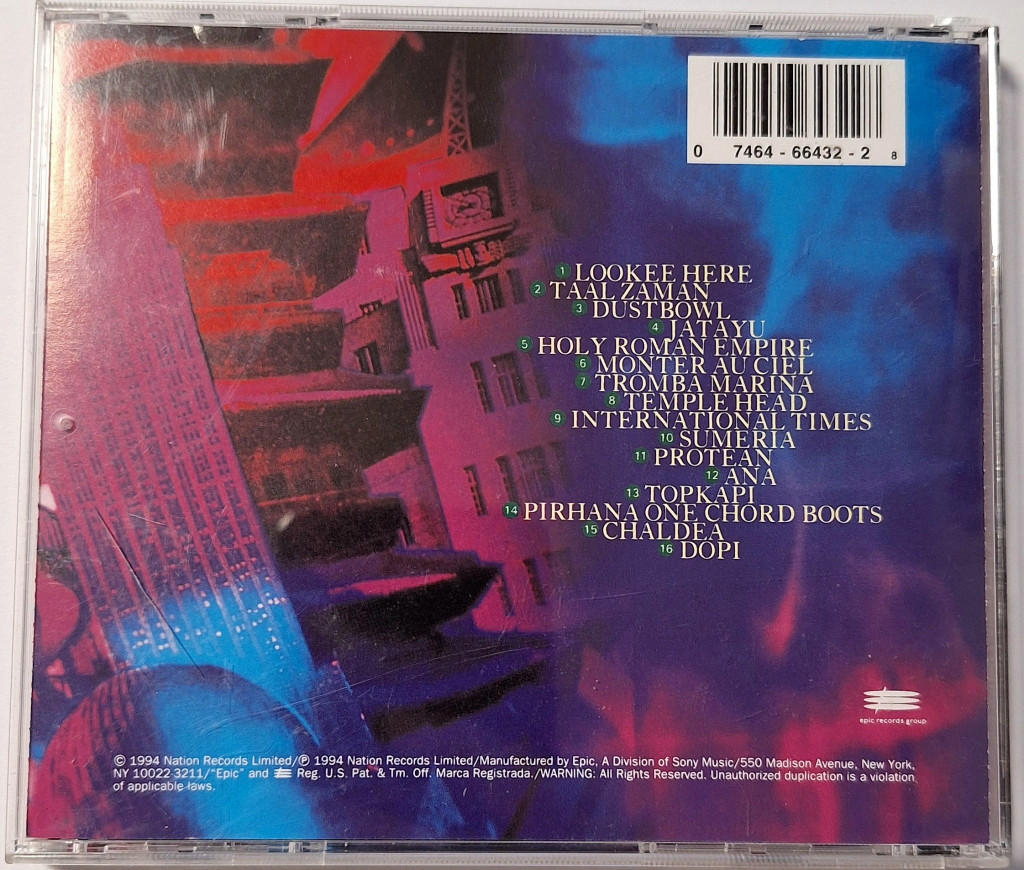 0 7464 - 66432 - 2 8
1 LOOKEE HERE
2 TAAL ZAMAN
3 DUSTBOWL
4 JATAYU
5 HOLY ROMAN EMPIRE
6 MONTER AU CIEL
7 TROMBA MARINA
8 TEMPLE HEAD
9 INTERNATIONAL TIMES
10 SUMERIA
11 PROTEAN
12 ANA
13 TOPKAPI
14 PIRHANA ONE CHORD BOOTS
15 CHALDEA
16 DOPI
epic records group
© 1994 Nation Records Limited/℗ 1994 Nation Records Limited/Manufactured by Epic, A Division of Sony Music/550 Madison Avenue, New York,
NY 10022-3211/"Epic" and Reg. U.S. Pat. & Tm. Off. Marca Registrada./WARNING: All Rights Reserved. Unauthorized duplication is a violation
of applicable laws.